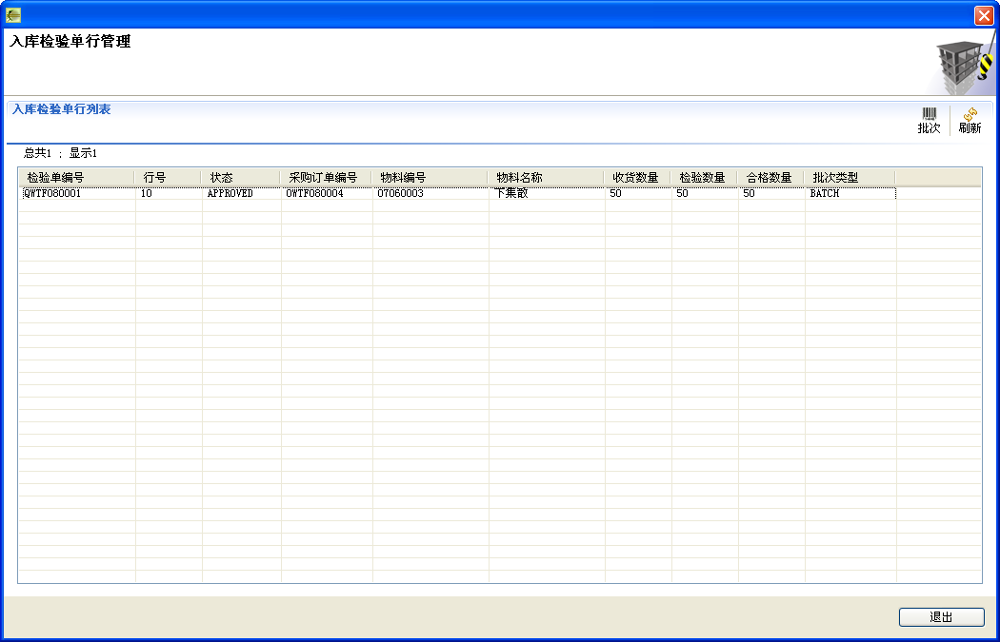 入库检验单行管理
入库检验单行列表
批次 刷新
总共1 ; 显示1
检验单编号 行号 状态 采购订单编号 物料编号 物料名称 收货数量 检验数量 合格数量 批次类型
QWTF080001 10 APPROVED OWTF080004 07060003 下集散 50 50 50 BATCH
退出